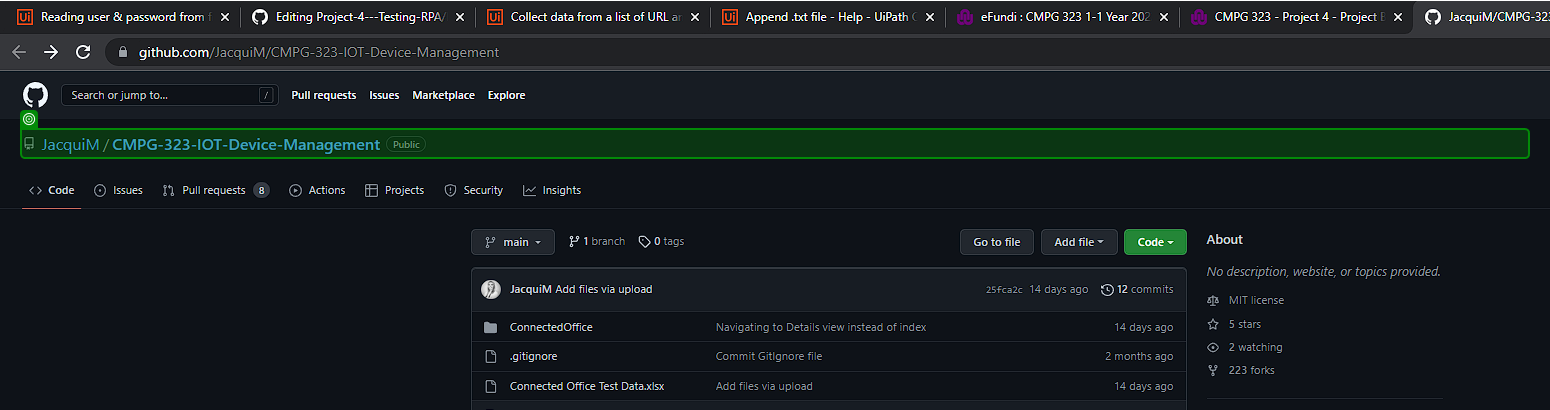 Reading user & password from f
Editing Project-4---Testing-RPA/
Collect data from a list of URL an
Append .txt file - Help - UiPath C
eFundi : CMPG 323 1-1 Year 202
CMPG 323 - Project 4 - Project B
JacquiM/CMPG-323
github.com/JacquiM/CMPG-323-IOT-Device-Management
Search or jump to... /
Pull requests Issues Marketplace Explore
JacquiM / CMPG-323-IOT-Device-Management Public
Code Issues Pull requests 8 Actions Projects Security Insights
main 1 branch 0 tags Go to file Add file Code
About
No description, website, or topics provided.
JacquiM Add files via upload 25fca2c 14 days ago 12 commits
MIT license
ConnectedOffice Navigating to Details view instead of index 14 days ago
5 stars
.gitignore Commit GitIgnore file 2 months ago
2 watching
Connected Office Test Data.xlsx Add files via upload 14 days ago
223 forks